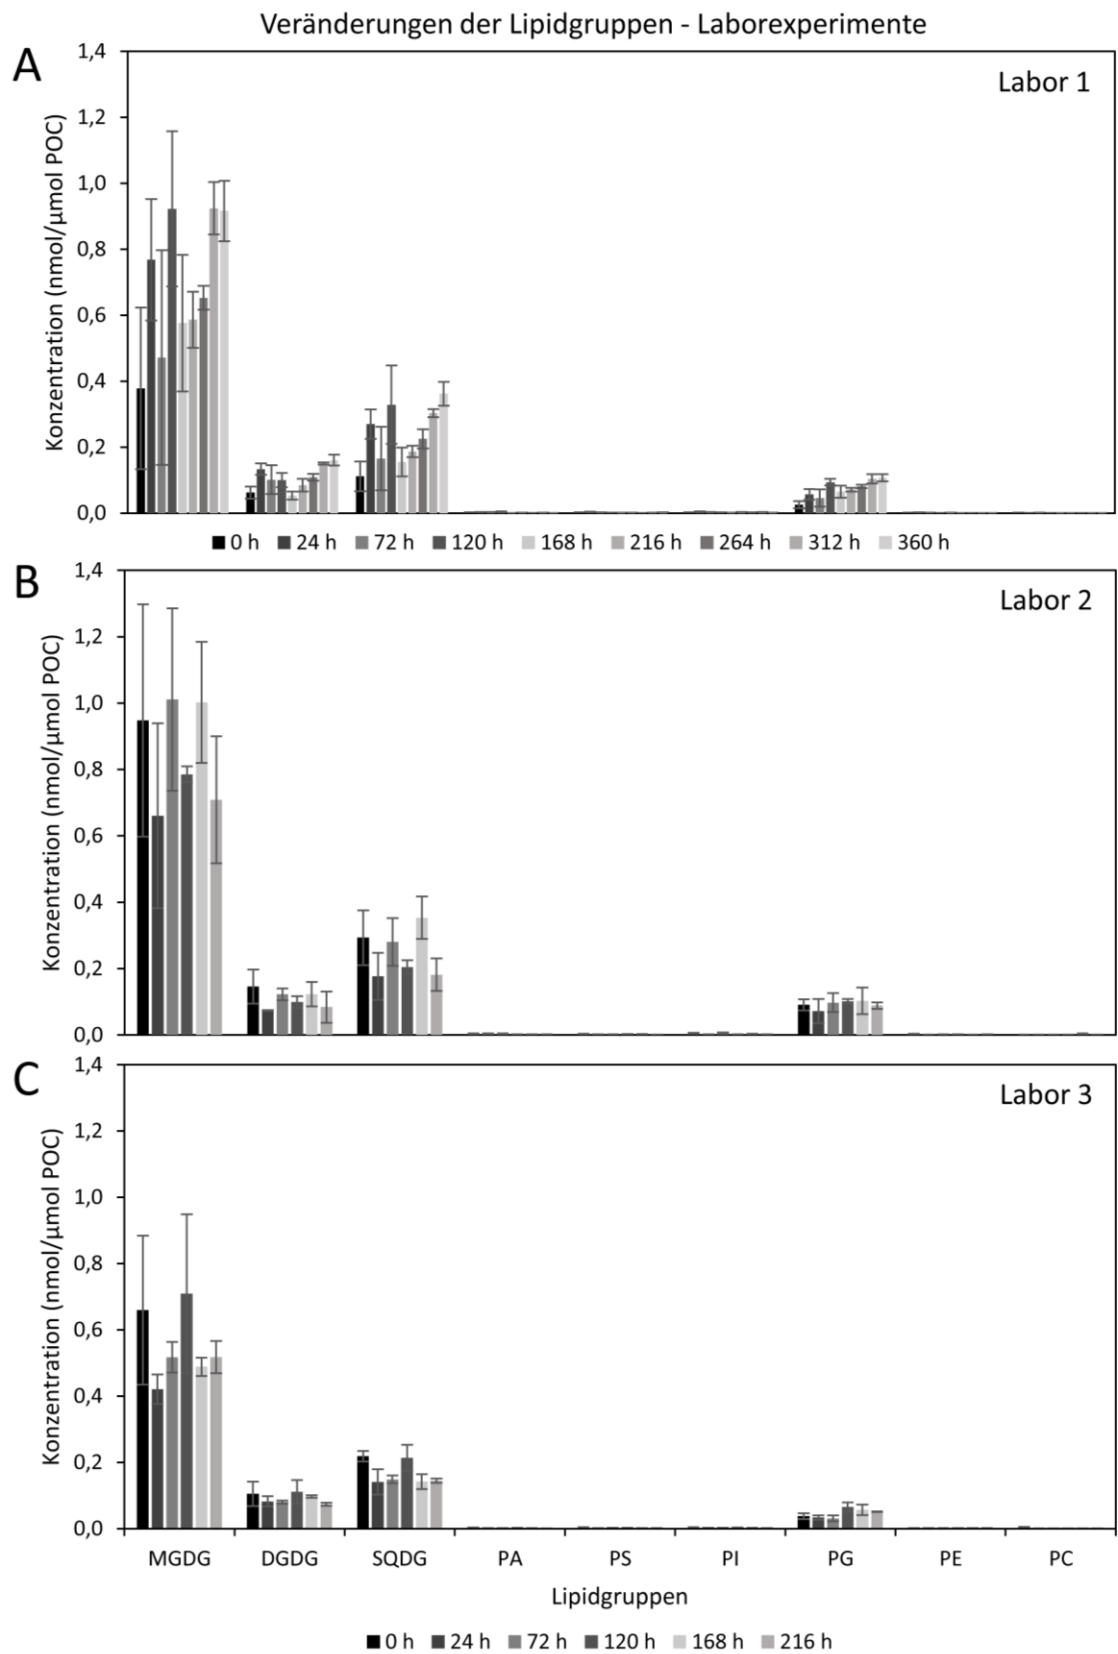 Veränderungen der Lipidgruppen - Laborexperimente
A
Labor 1
Konzentration (nmol/µmol POC)
1,4
1,2
1,0
0,8
0,6
0,4
0,2
0,0
0 h 24 h 72 h 120 h 168 h 216 h 264 h 312 h 360 h
B
Labor 2
Konzentration (nmol/µmol POC)
1,4
1,2
1,0
0,8
0,6
0,4
0,2
0,0
C
Labor 3
Konzentration (nmol/µmol POC)
1,4
1,2
1,0
0,8
0,6
0,4
0,2
0,0
MGDG DGDG SQDG PA PS PI PG PE PC
Lipidgruppen
0 h 24 h 72 h 120 h 168 h 216 h